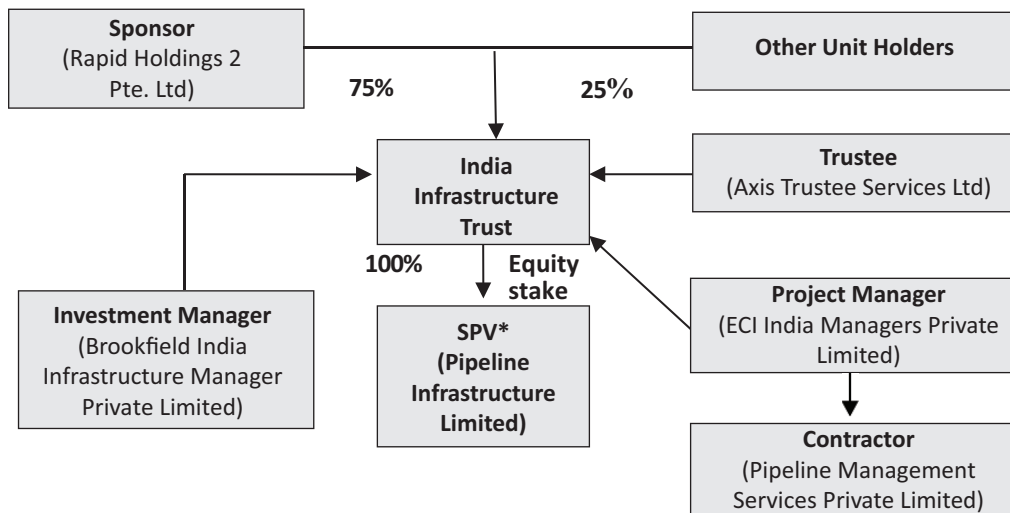 Sponsor
(Rapid Holdings 2
Pte. Ltd)
Other Unit Holders
75%
25%
India
Infrastructure
Trust
Trustee
(Axis Trustee Services Ltd)
100%
Equity
stake
Investment Manager
(Brookfield India
Infrastructure Manager
Private Limited)
SPV*
(Pipeline
Infrastructure
Limited)
Project Manager
(ECI India Managers Private
Limited)
Contractor
(Pipeline Management
Services Private Limited)